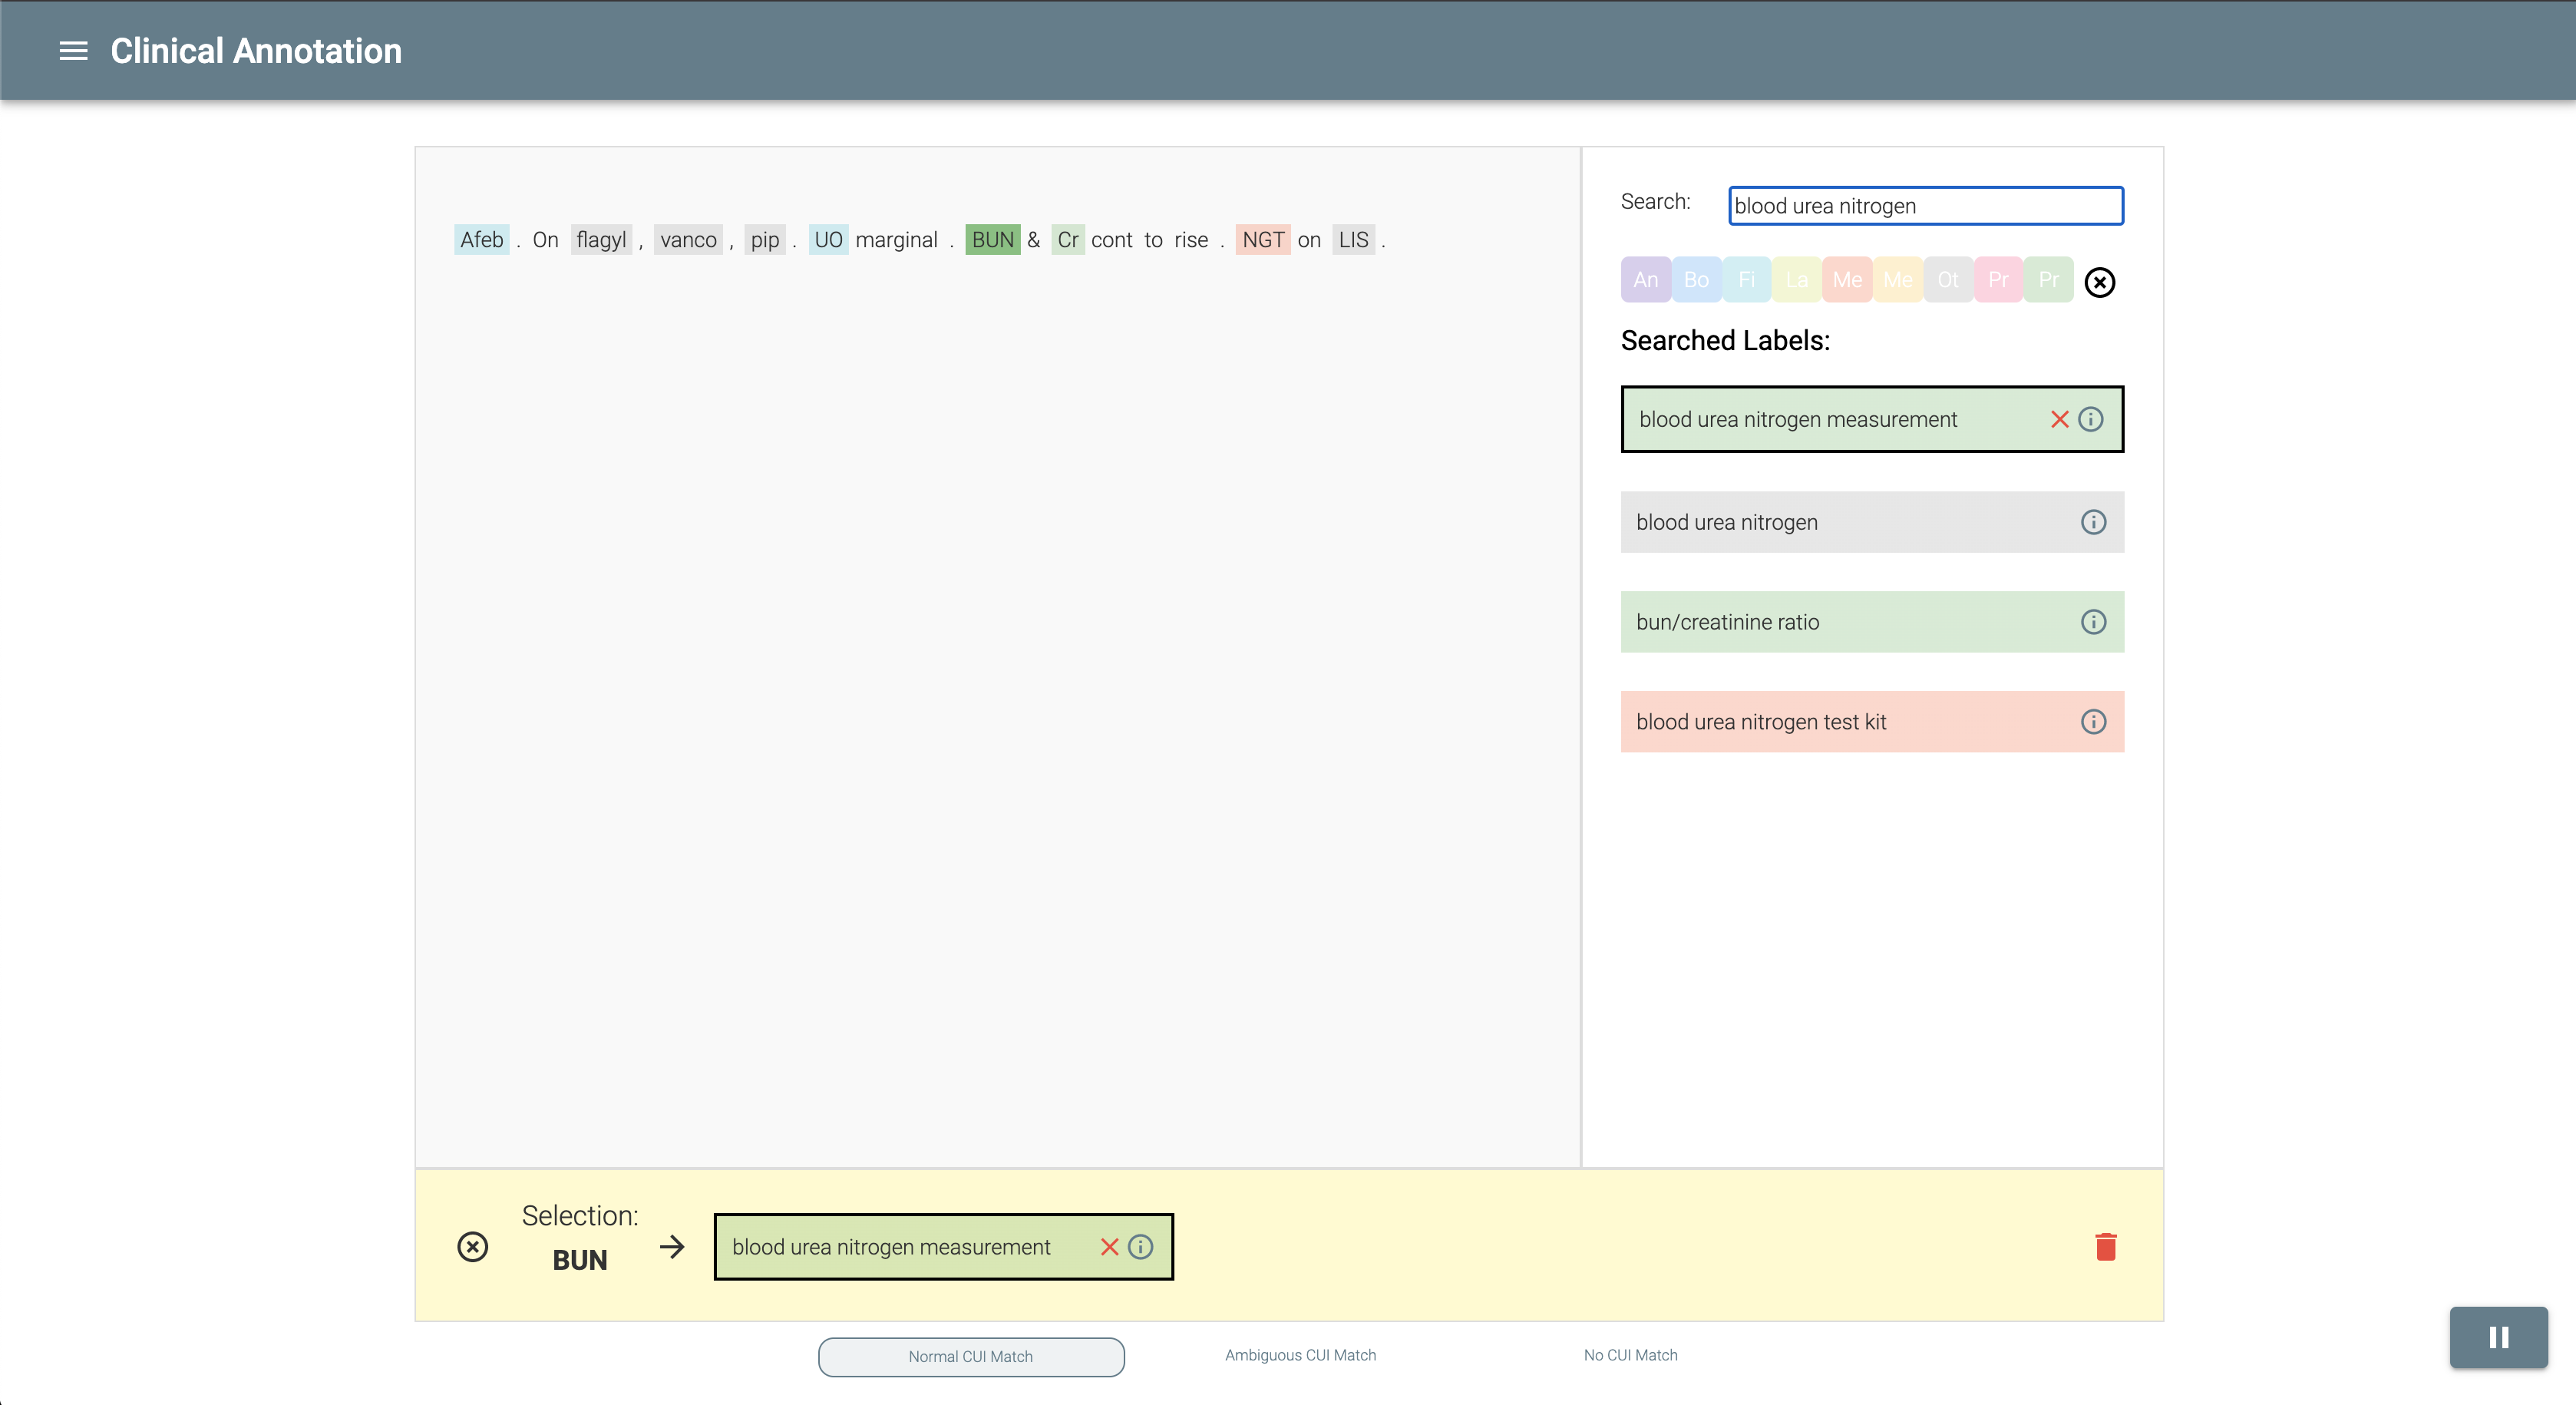 Clinical Annotation
Afeb . On flagyl , vanco , pip . UO marginal . BUN & Cr cont to rise . NGT on LIS .
Search: blood urea nitrogen
An Bo Fi La Me Me Ot Pr Pr
Searched Labels:
blood urea nitrogen measurement
blood urea nitrogen
bun/creatinine ratio
blood urea nitrogen test kit
Selection:
BUN
blood urea nitrogen measurement
Normal CUI Match Ambiguous CUI Match No CUI Match